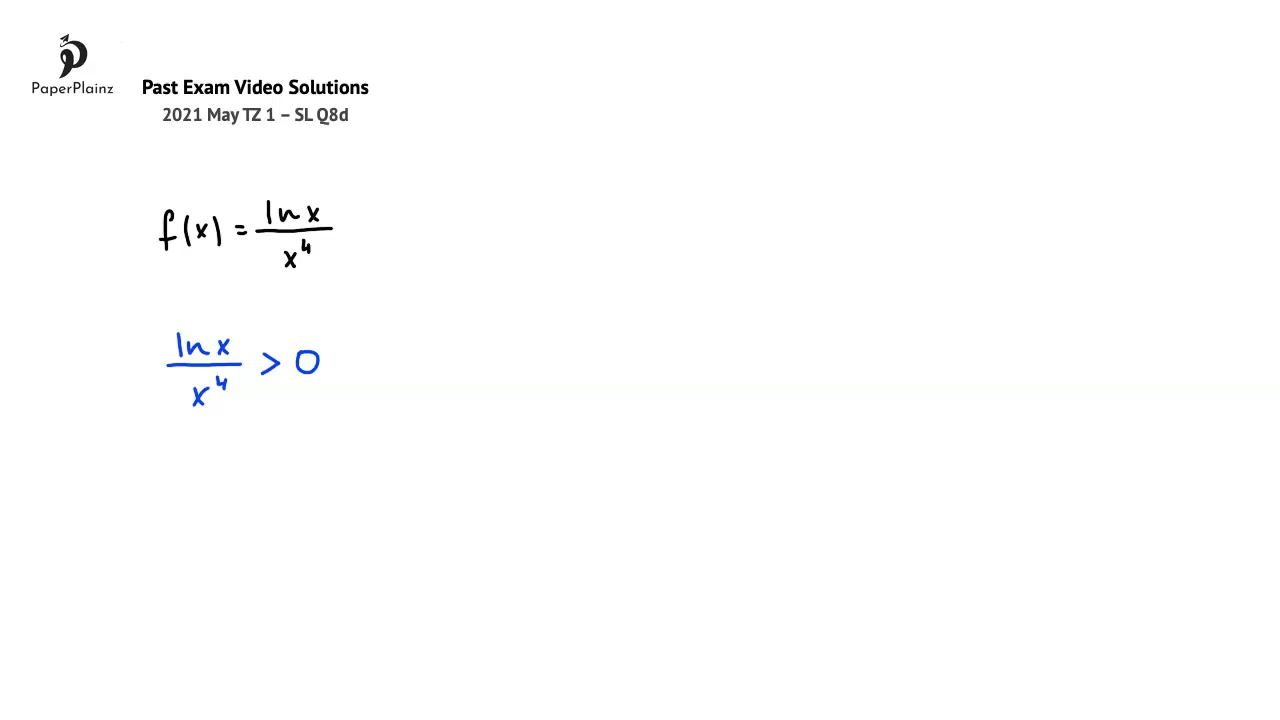 PaperPlainz
Past Exam Video Solutions
2021 May TZ 1 – SL Q8d
f(x) = ln x / x⁴
ln x / x⁴ > 0